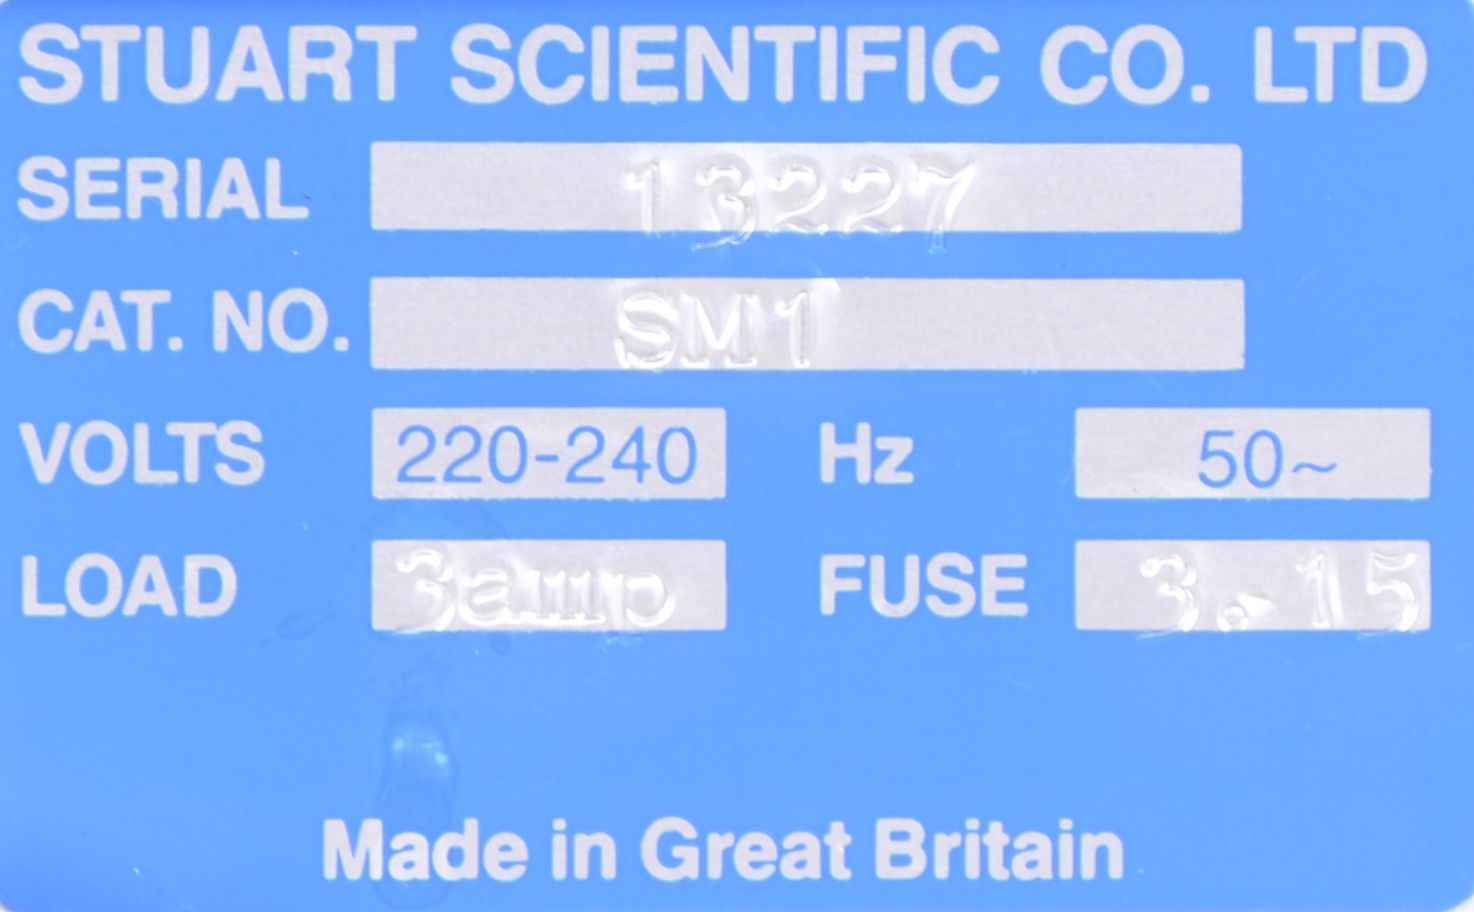 STUART SCIENTIFIC CO. LTD
SERIAL 13227
CAT. NO. SM1
VOLTS 220-240 Hz 50~
LOAD 3amp FUSE 3.15
Made in Great Britain